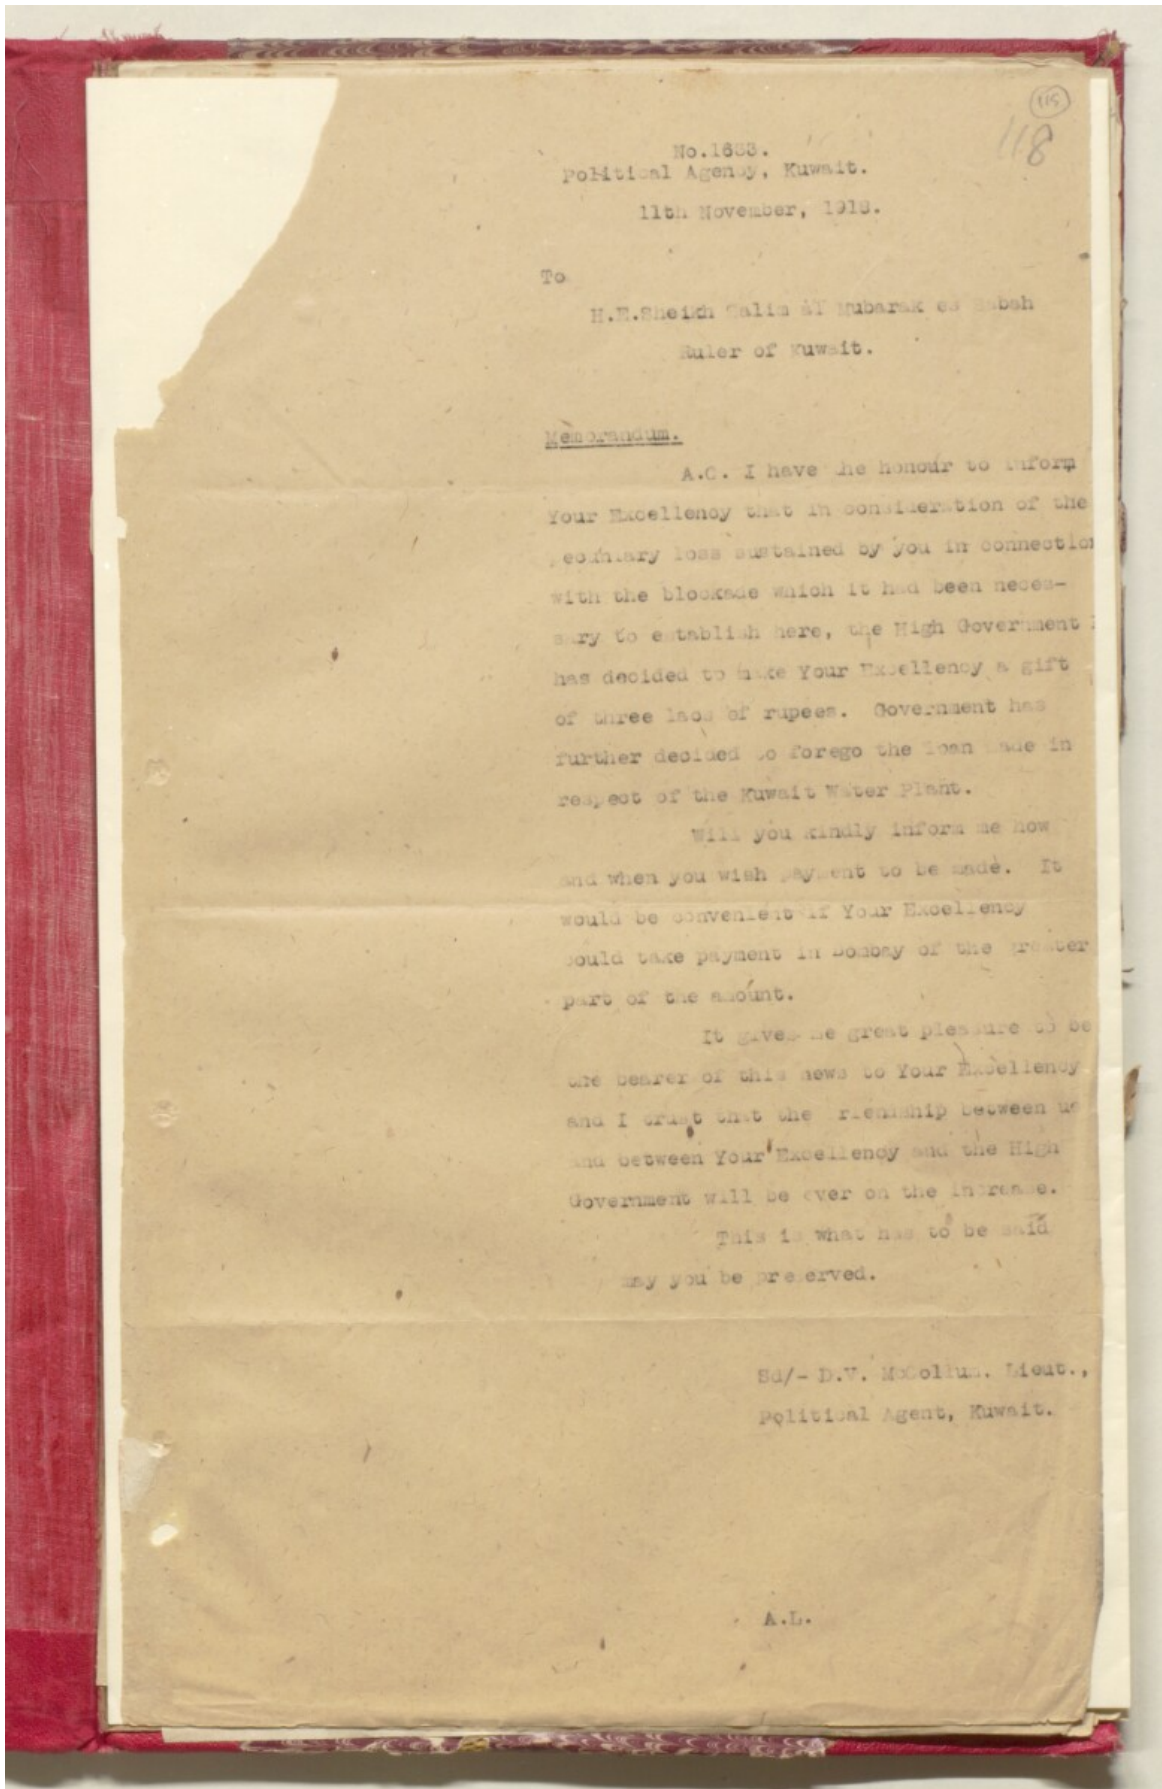 115
118
No.1633.
Political Agency, Kuwait.
11th November, 1918.
To
H.E.Sheikh Salim al Mubarak es Sabah
Ruler of Kuwait.
Memorandum.
A.C. I have the honour to inform
Your Excellency that in consideration of the
pecuniary loss sustained by you in connection
with the blockade which it had been neces-
sary to establish here, the High Government
has decided to make Your Excellency a gift
of three lacs of rupees. Government has
further decided to forego the loan made in
respect of the Kuwait Water Plant.
Will you kindly inform me how
and when you wish payment to be made. It
would be convenient if Your Excellency
could take payment in Bombay of the greater
part of the amount.
It gives me great pleasure to be
the bearer of this news to Your Excellency
and I trust that the friendship between us
and between Your Excellency and the High
Government will be ever on the increase.
This is what has to be said
may you be preserved.
Sd/- D.V. McCollum. Lieut.,
Political Agent, Kuwait.
A.L.